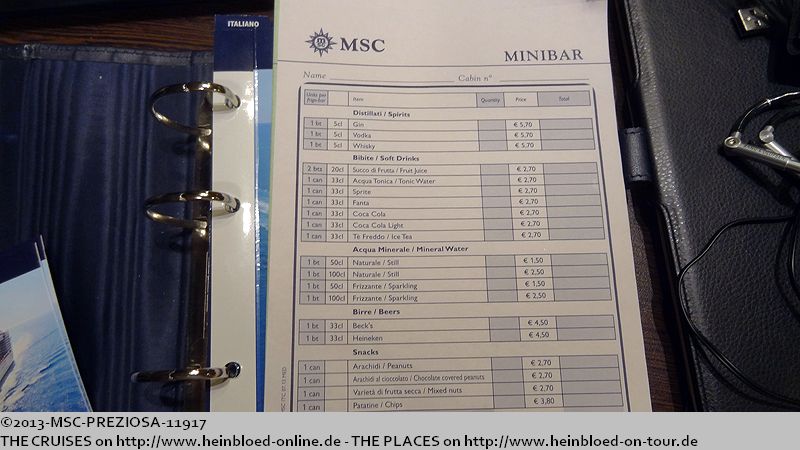 ITALIANO
MSC
MINIBAR
Name Cabin n°
Units per Frigo-bar Item Quantity Price Total
Distillati / Spirits
1 bt 5cl Gin € 5,70
1 bt 5cl Vodka € 5,70
1 bt 5cl Whisky € 5,70
Bibite / Soft Drinks
2 bts 20cl Succo di Frutta / Fruit Juice € 2,70
1 can 33cl Acqua Tonica / Tonic Water € 2,70
1 can 33cl Sprite € 2,70
1 can 33cl Fanta € 2,70
1 can 33cl Coca Cola € 2,70
1 can 33cl Coca Cola Light € 2,70
1 can 33cl Te Freddo / Ice Tea € 2,70
Acqua Minerale / Mineral Water
1 bt 50cl Naturale / Still € 1,50
1 bt 100cl Naturale / Still € 2,50
1 bt 50cl Frizzante / Sparkling € 1,50
1 bt 100cl Frizzante / Sparkling € 2,50
Birre / Beers
1 bt 33cl Beck's € 4,50
1 bt 33cl Heineken € 4,50
Snacks
1 can Arachidi / Peanuts € 2,70
1 can Arachidi al cioccolato / Chocolate covered peanuts € 2,70
1 can Varietà di frutta secca / Mixed nuts € 2,70
1 can Patatine / Chips € 3,80
©2013-MSC-PREZIOSA-11917
THE CRUISES on http://www.heinbloed-online.de - THE PLACES on http://www.heinbloed-on-tour.de